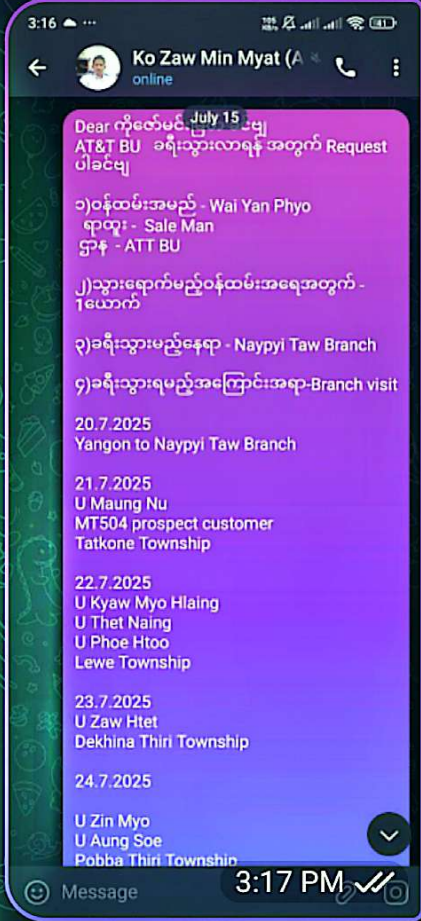 3:16
41
Ko Zaw Min Myat (A
online
July 15
Dear ကိုဇော်မင်း
AT&T BU ခရီးသွားလာရန် အတွက် Request
ပါခင်ဗျ
၁)ဝန်ထမ်းအမည် - Wai Yan Phyo
ရာထူး - Sale Man
ဌာန - ATT BU
၂)သွားရောက်မည့်ဝန်ထမ်းအရေအတွက် -
1ယောက်
၃)ခရီးသွားမည့်နေရာ - Naypyi Taw Branch
၄)ခရီးသွားရမည့်အကြောင်းအရာ-Branch visit
20.7.2025
Yangon to Naypyi Taw Branch
21.7.2025
U Maung Nu
MT504 prospect customer
Tatkone Township
22.7.2025
U Kyaw Myo Hlaing
U Thet Naing
U Phoe Htoo
Lewe Township
23.7.2025
U Zaw Htet
Dekhina Thiri Township
24.7.2025
U Zin Myo
U Aung Soe
Pobba Thiri Township
Message
3:17 PM